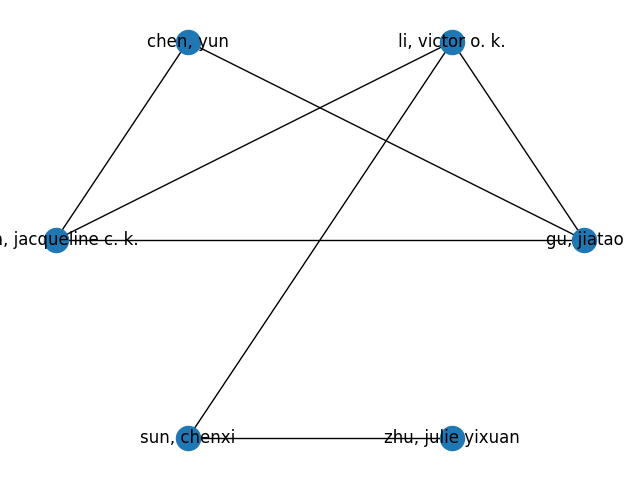 chen, yun
li, victor o. k.
jacqueline c. k.
gu, jiatao
sun, chenxi
zhu, julie yixuan